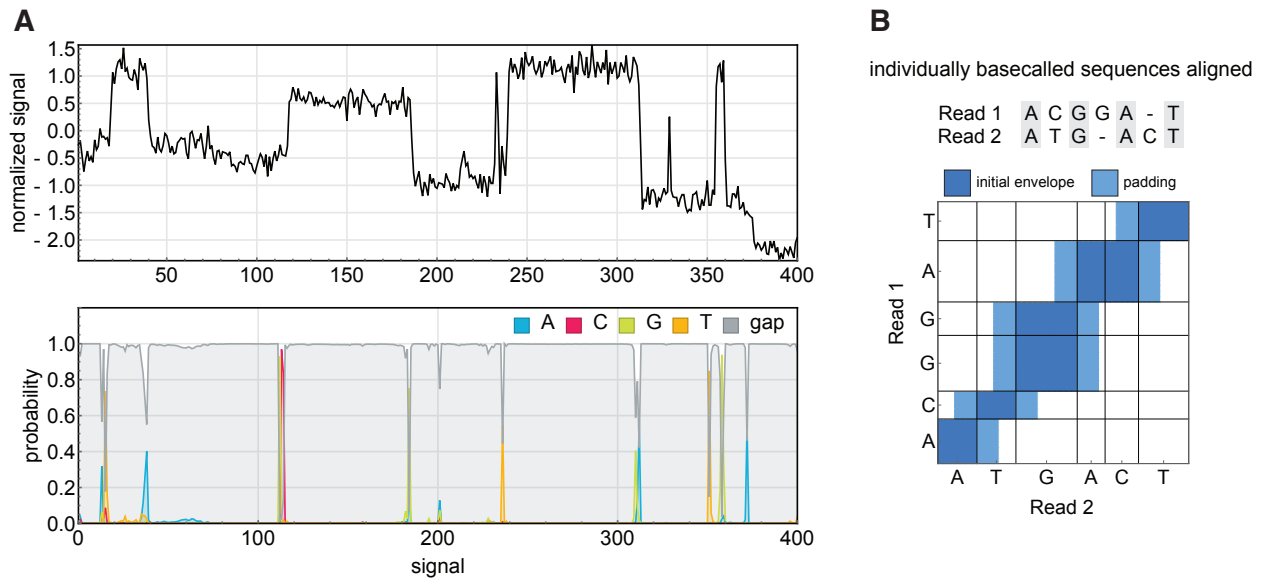 A
normalized signal
1.5
1.0
0.5
0.0
- 0.5
- 1.0
- 1.5
- 2.0
50 100 150 200 250 300 350 400
A C G T gap
probability
1.0
0.8
0.6
0.4
0.2
0.0
0 100 200 300 400
signal
B
individually basecalled sequences aligned
Read 1 A C G G A - T
Read 2 A T G - A C T
initial envelope padding
Read 1
T
A
G
G
C
A
A T G A C T
Read 2